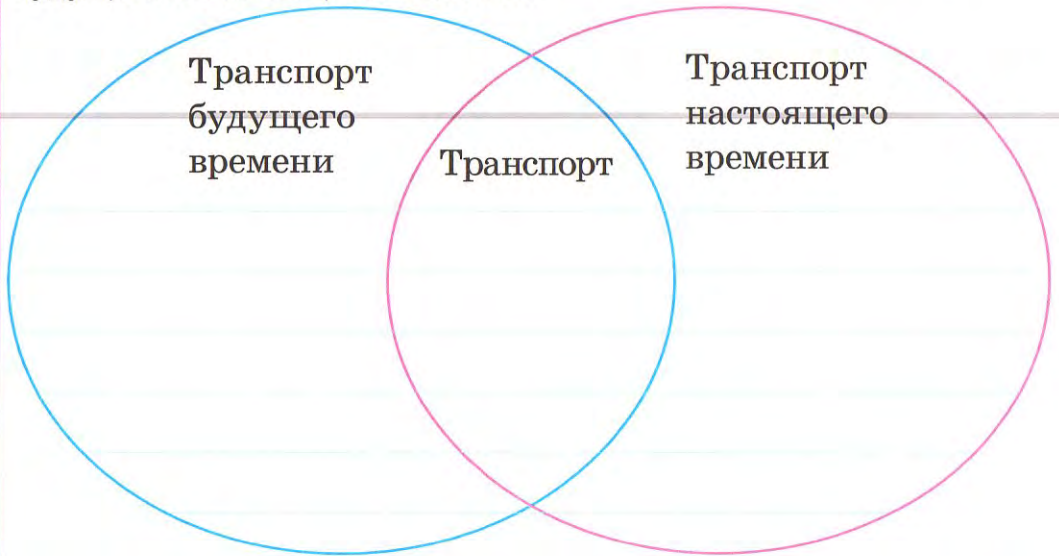 Транспорт
будущего
времени
Транспорт
Транспорт
настоящего
времени